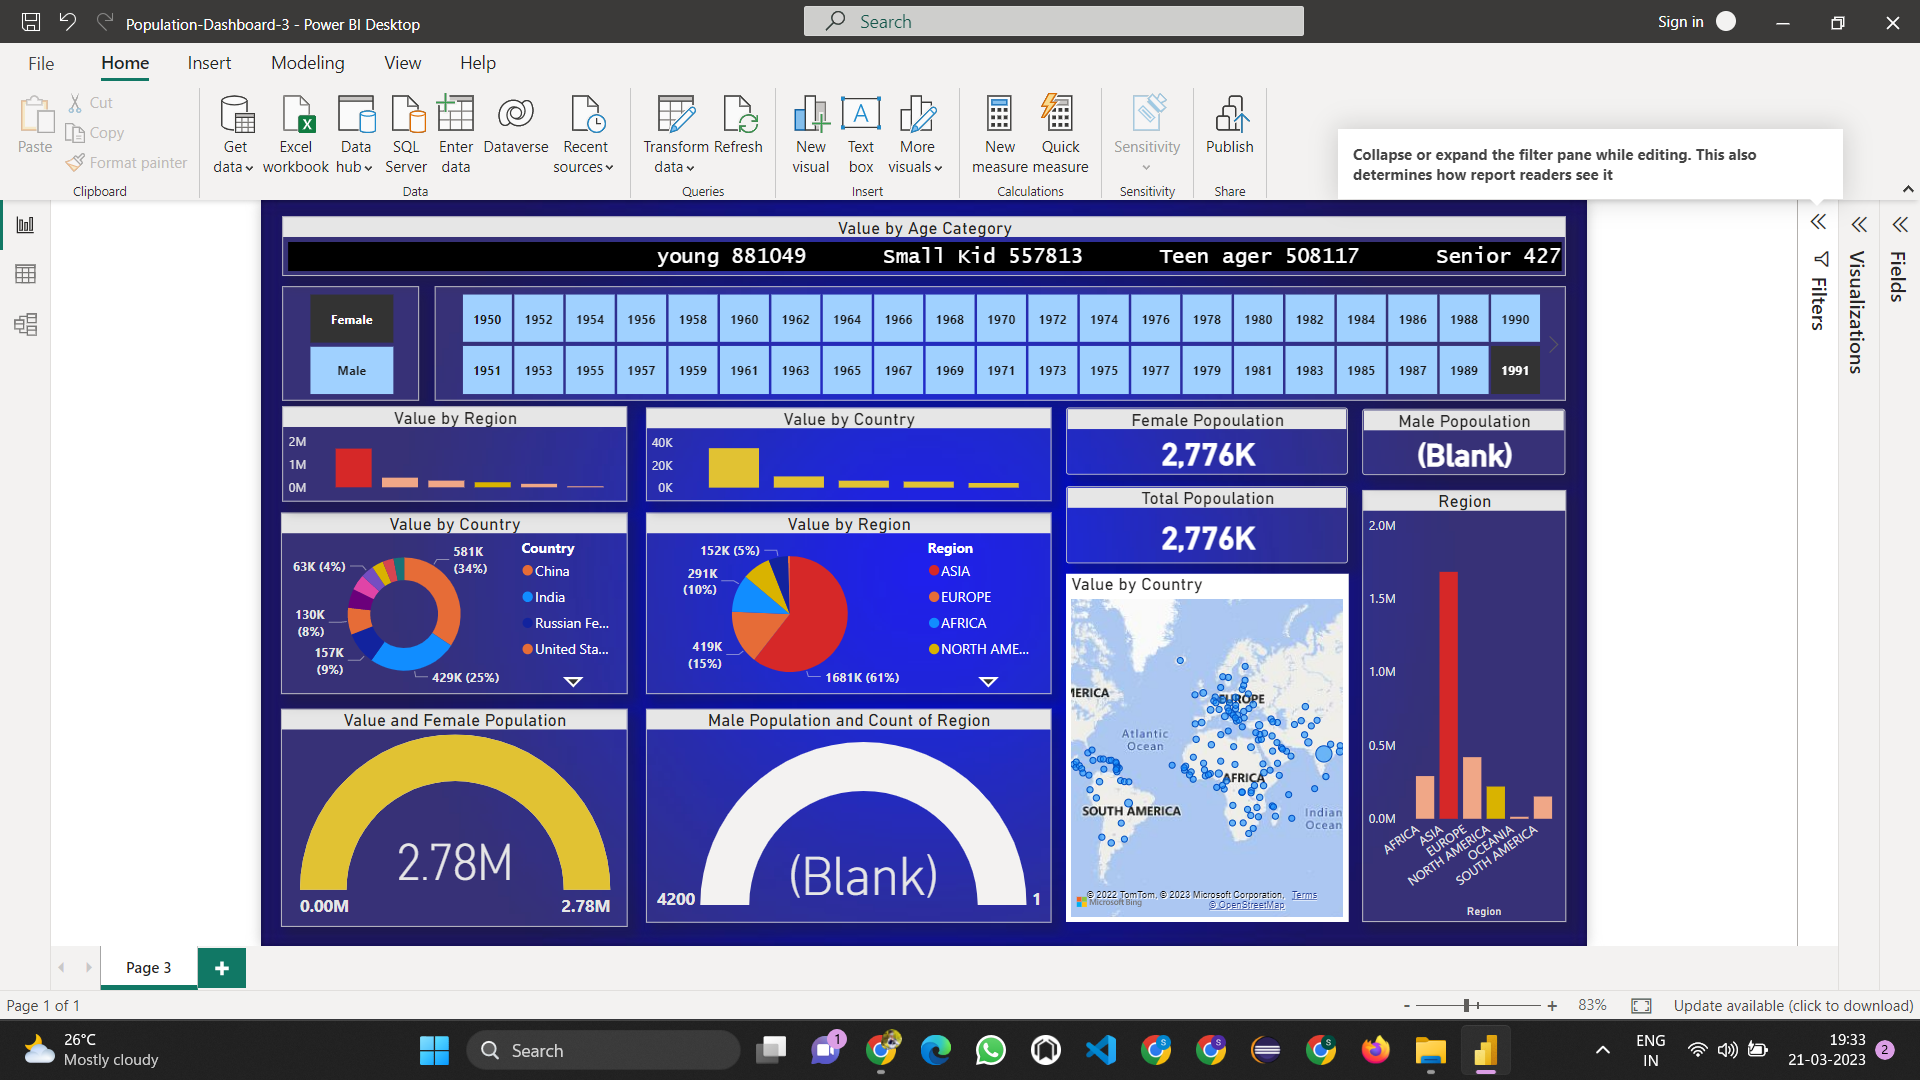 Population-Dashboard-3 - Power BI Desktop
Search
Sign in
File Home Insert Modeling View Help
Paste
Cut
Copy
Format painter
Clipboard
Get data
Excel workbook
Data hub
SQL Server
Enter data
Dataverse
Recent sources
Data
Transform data
Refresh
Queries
New visual
Text box
More visuals
Insert
New measure
Quick measure
Calculations
Sensitivity
Sensitivity
Publish
Share
Collapse or expand the filter pane while editing. This also
determines how report readers see it
Filters
Visualizations
Fields
Value by Age Category
young 881049 Small Kid 557813 Teen ager 508117 Senior 427
Female
Male
1950 1952 1954 1956 1958 1960 1962 1964 1966 1968 1970 1972 1974 1976 1978 1980 1982 1984 1986 1988 1990
1951 1953 1955 1957 1959 1961 1963 1965 1967 1969 1971 1973 1975 1977 1979 1981 1983 1985 1987 1989 1991
Value by Region
2M
1M
0M
Value by Country
40K
20K
0K
Female Popoulation
2,776K
Male Popoulation
(Blank)
Total Popoulation
2,776K
Value by Country
581K
(34%)
63K (4%)
130K
(8%)
157K
(9%)
429K (25%)
Country
China
India
Russian Fe...
United Sta...
Value by Region
152K (5%)
291K
(10%)
419K
(15%)
1681K (61%)
Region
ASIA
EUROPE
AFRICA
NORTH AME...
Value by Country
MERICA
EUROPE
Atlantic
Ocean
AFRICA
SOUTH AMERICA
Indian
Ocean
© 2022 TomTom, © 2023 Microsoft Corporation, Terms
Microsoft Bing
© OpenStreetMap
Region
2.0M
1.5M
1.0M
0.5M
0.0M
AFRICA
ASIA
EUROPE
NORTH AMERICA
OCEANIA
SOUTH AMERICA
Region
Value and Female Population
2.78M
0.00M 2.78M
Male Population and Count of Region
(Blank)
4200 1
Page 3
+
Page 1 of 1
- + 83%
Update available (click to download)
26°C
Mostly cloudy
Search
1
S
S
S
ENG
IN
19:33
21-03-2023
2